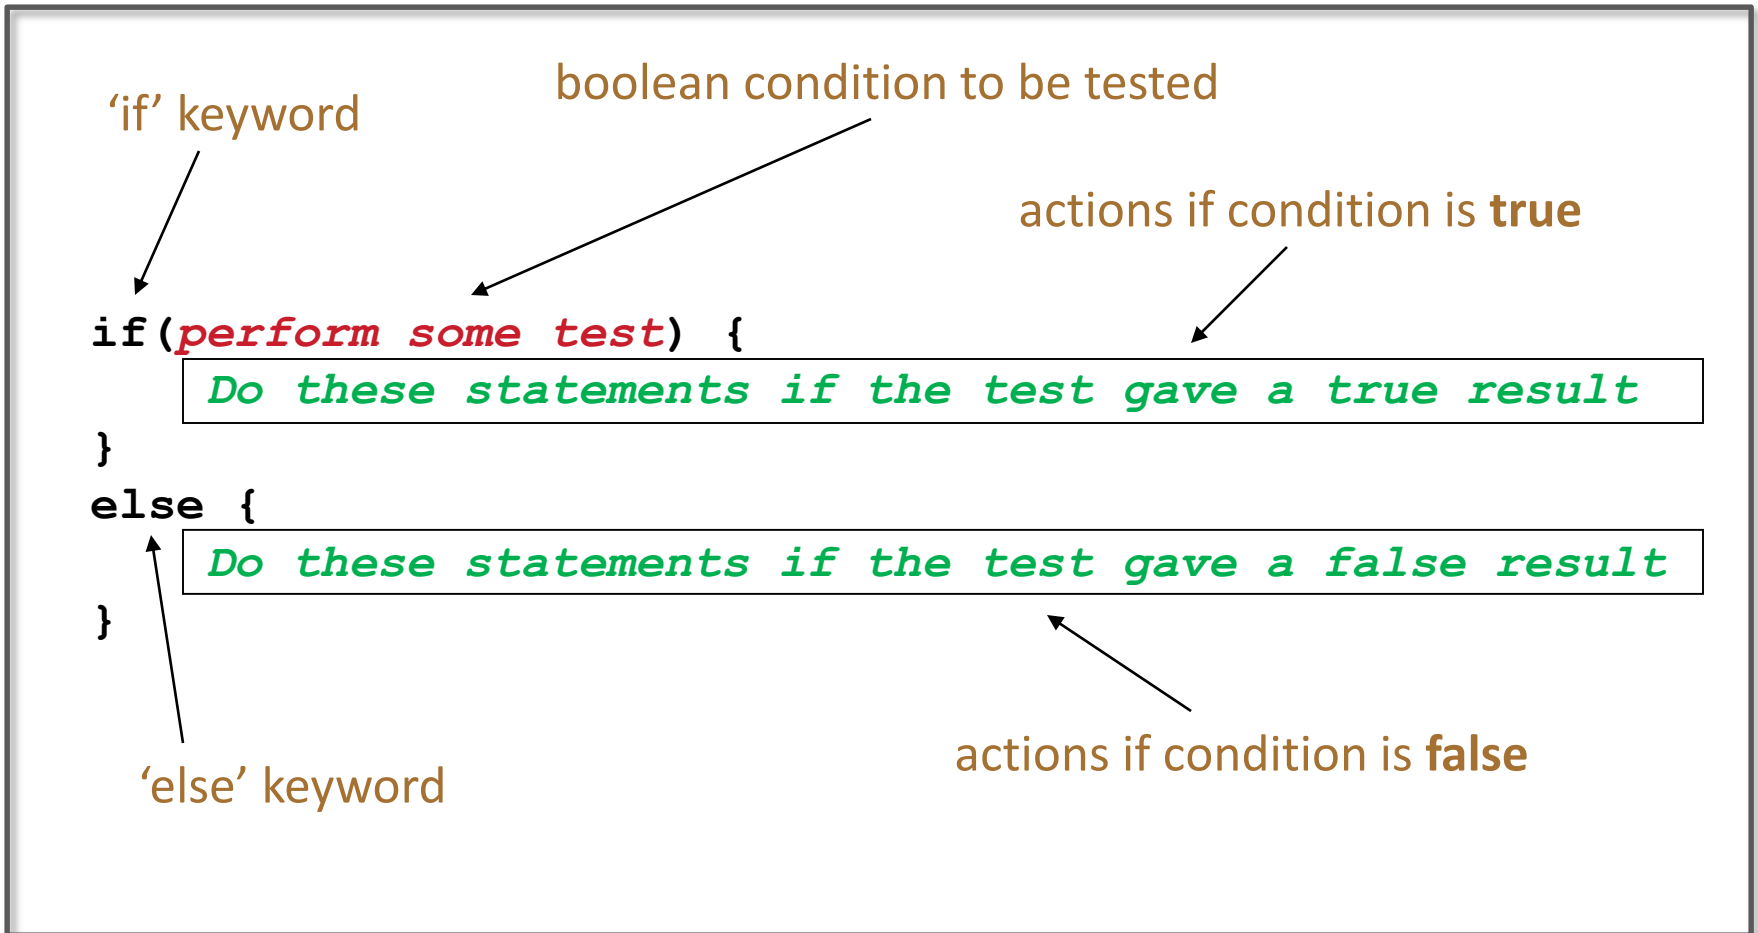 ‘if’ keyword
boolean condition to be tested
actions if condition is true
if(perform some test) {
Do these statements if the test gave a true result
}
else {
Do these statements if the test gave a false result
}
actions if condition is false
‘else’ keyword